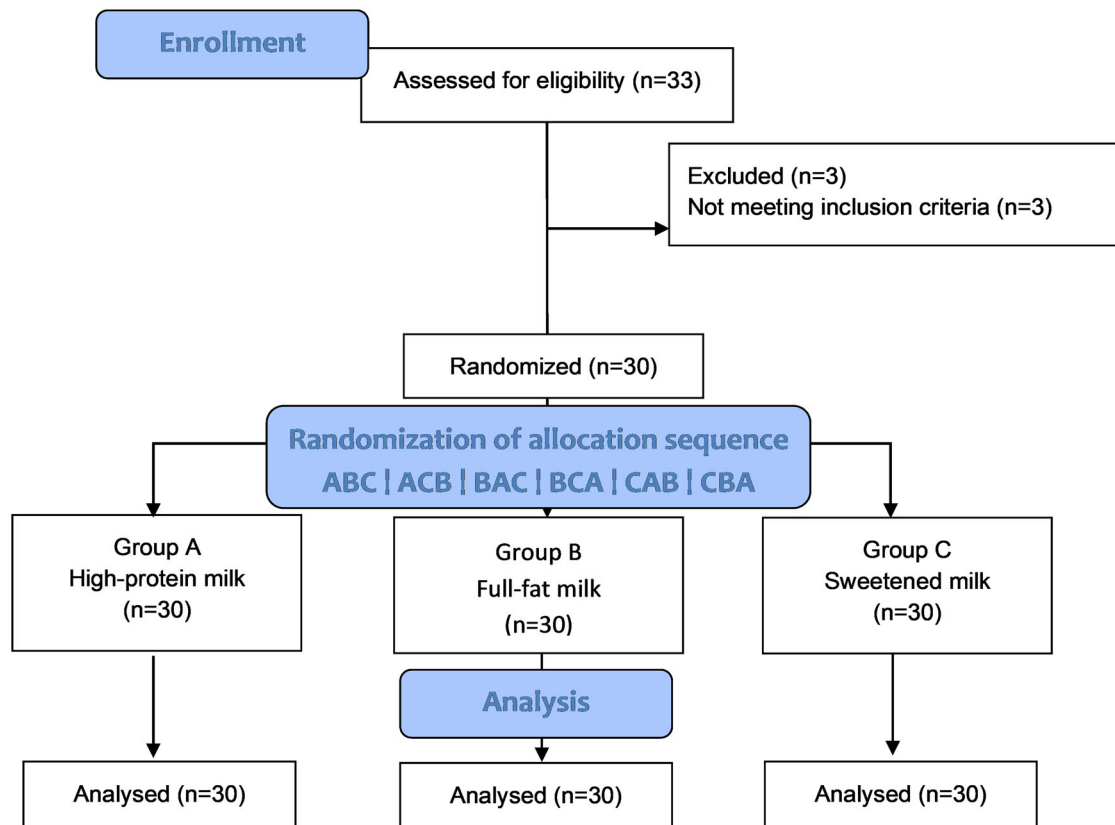 Enrollment
Assessed for eligibility (n=33)
Excluded (n=3)
Not meeting inclusion criteria (n=3)
Randomized (n=30)
Randomization of allocation sequence
ABC ¦ ACB ¦ BAC ¦ BCA ¦ CAB ¦ CBA
Group A
High-protein milk
(n=30)
Group B
Full-fat milk
(n=30)
Group C
Sweetened milk
(n=30)
Analysis
Analysed (n=30)
Analysed (n=30)
Analysed (n=30)